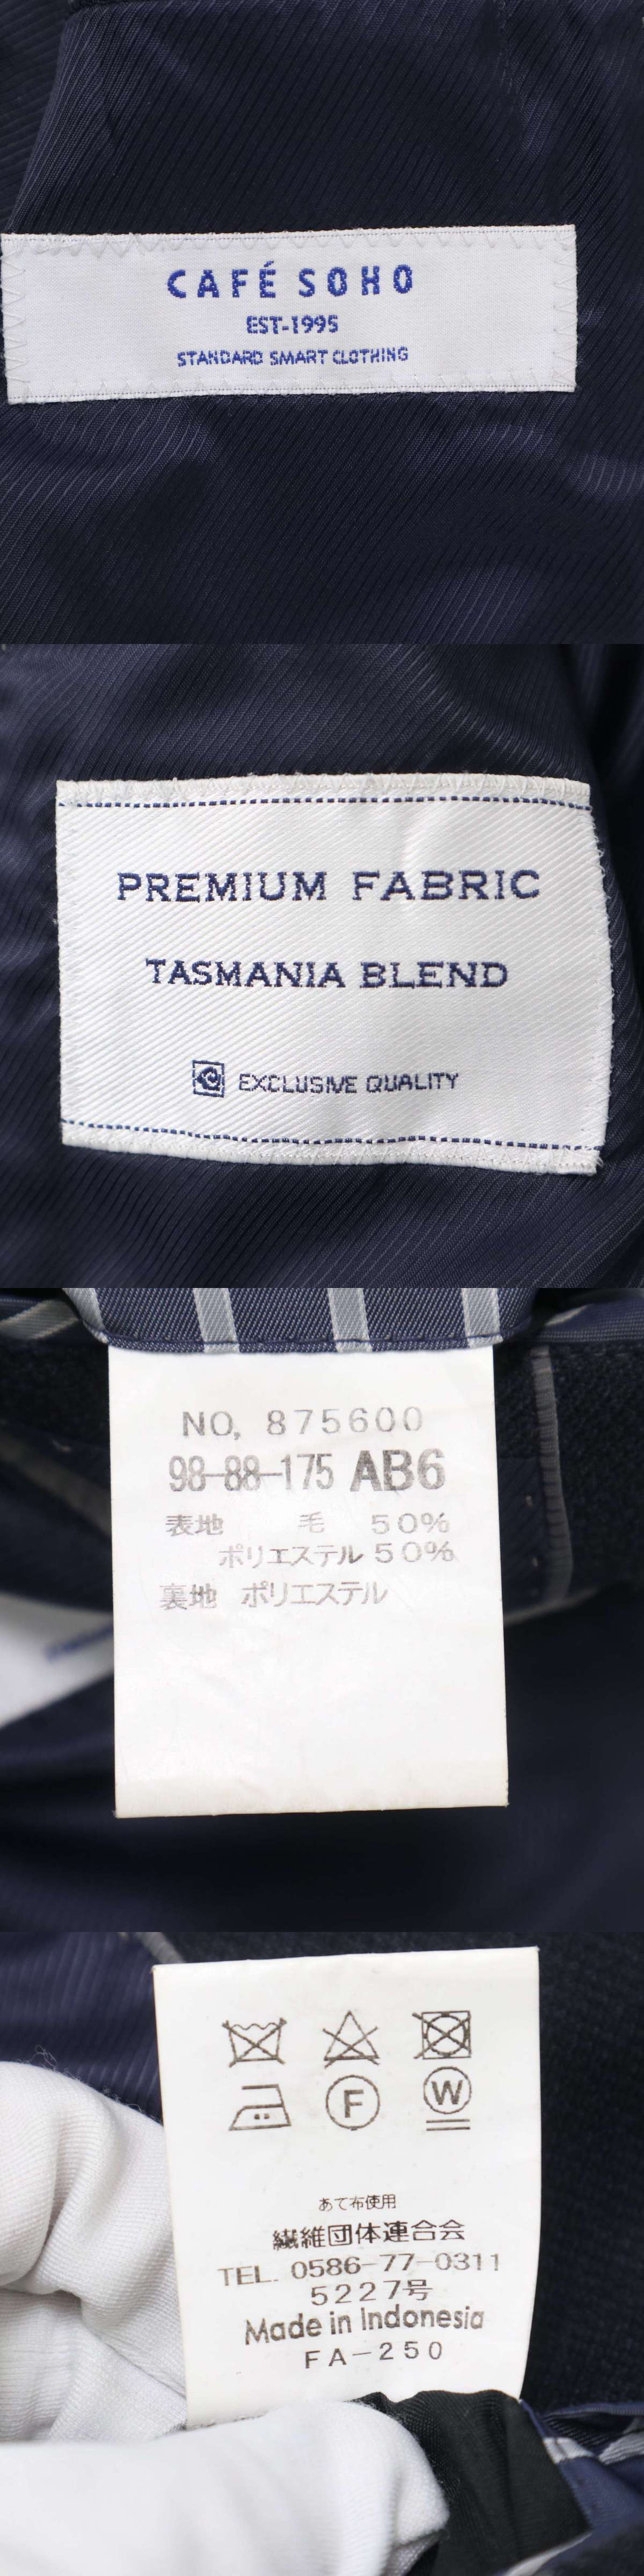 CAFÉ SOHO
EST-1995
STANDARD SMART CLOTHING
PREMIUM FABRIC
TASMANIA BLEND
EXCLUSIVE QUALITY
NO, 875600
98-88-175 AB6
表地 毛 50%
ポリエステル 50%
裏地 ポリエステル
F W
あて布使用
繊維団体連合会
TEL. 0586-77-0311
5227号
Made in Indonesia
FA-250